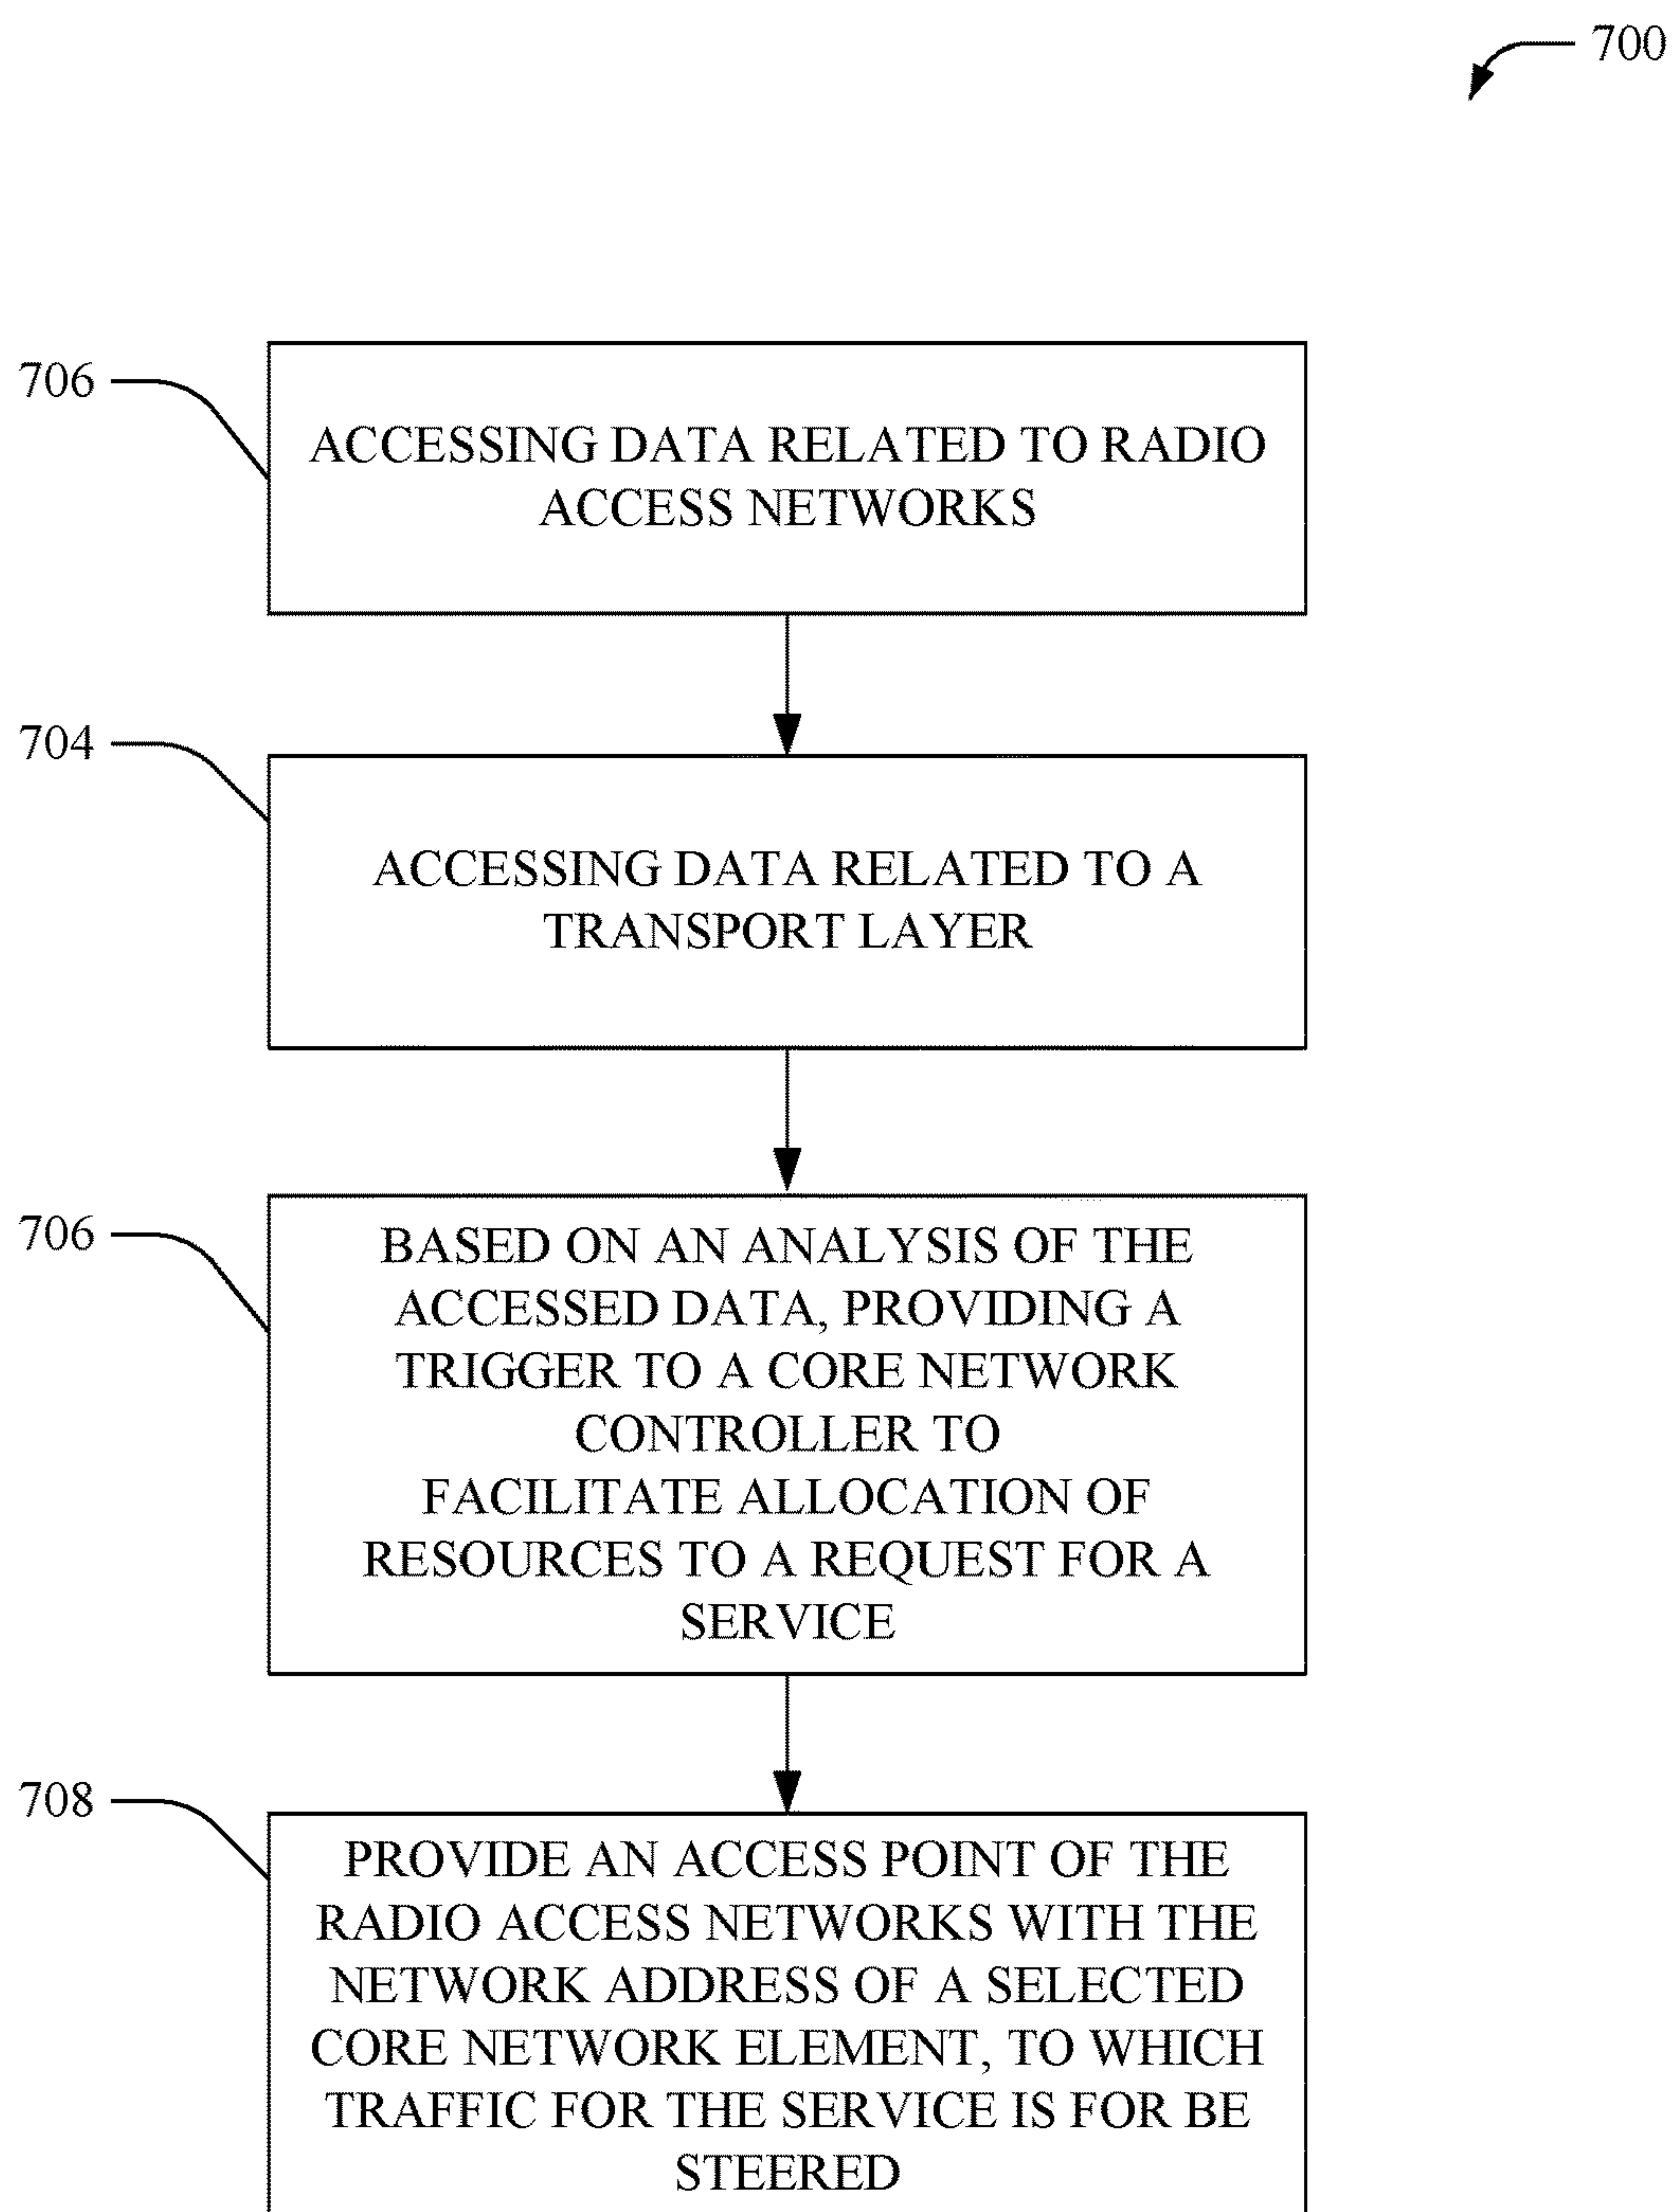 700
706
ACCESSING DATA RELATED TO RADIO
ACCESS NETWORKS
704
ACCESSING DATA RELATED TO A
TRANSPORT LAYER
706
BASED ON AN ANALYSIS OF THE
ACCESSED DATA, PROVIDING A
TRIGGER TO A CORE NETWORK
CONTROLLER TO
FACILITATE ALLOCATION OF
RESOURCES TO A REQUEST FOR A
SERVICE
708
PROVIDE AN ACCESS POINT OF THE
RADIO ACCESS NETWORKS WITH THE
NETWORK ADDRESS OF A SELECTED
CORE NETWORK ELEMENT, TO WHICH
TRAFFIC FOR THE SERVICE IS FOR BE
STEERED